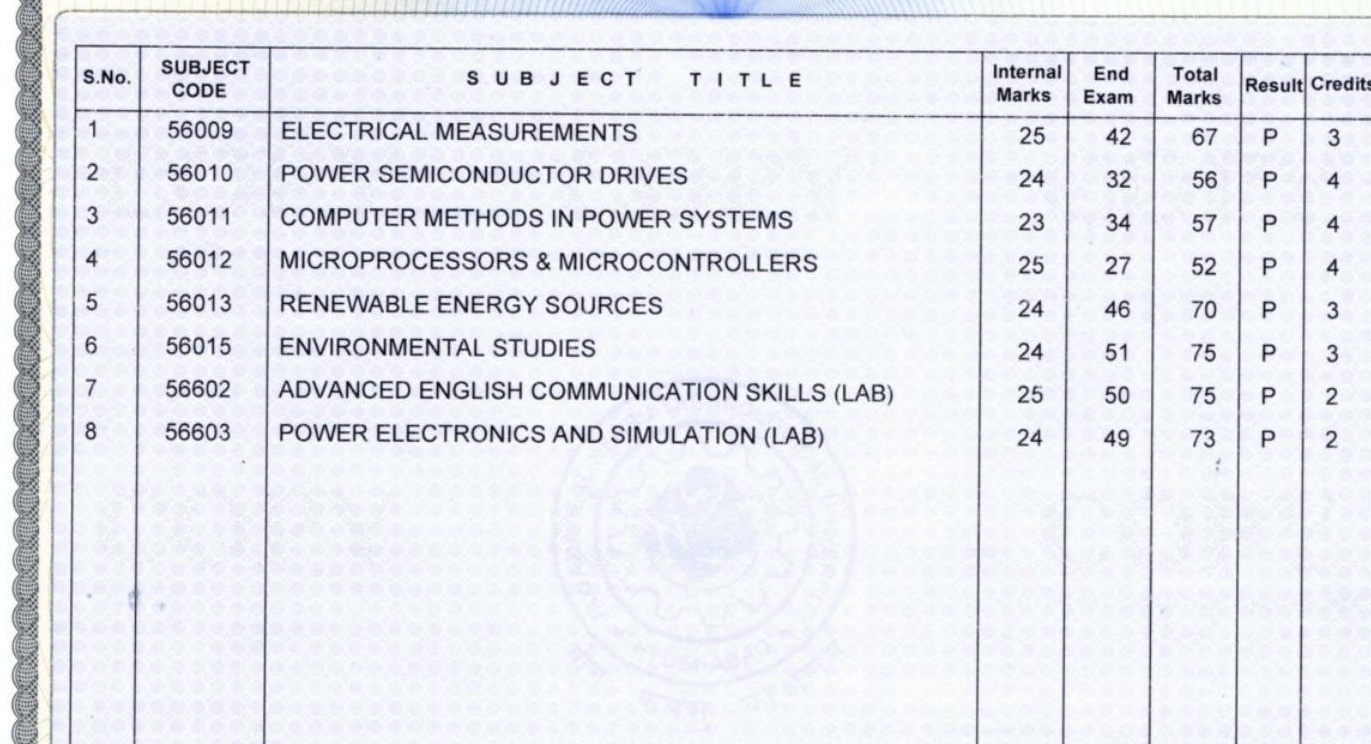 S.No. SUBJECT CODE SUBJECT TITLE Internal Marks End Exam Total Marks Result Credits
1 56009 ELECTRICAL MEASUREMENTS 25 42 67 P 3
2 56010 POWER SEMICONDUCTOR DRIVES 24 32 56 P 4
3 56011 COMPUTER METHODS IN POWER SYSTEMS 23 34 57 P 4
4 56012 MICROPROCESSORS & MICROCONTROLLERS 25 27 52 P 4
5 56013 RENEWABLE ENERGY SOURCES 24 46 70 P 3
6 56015 ENVIRONMENTAL STUDIES 24 51 75 P 3
7 56602 ADVANCED ENGLISH COMMUNICATION SKILLS (LAB) 25 50 75 P 2
8 56603 POWER ELECTRONICS AND SIMULATION (LAB) 24 49 73 P 2